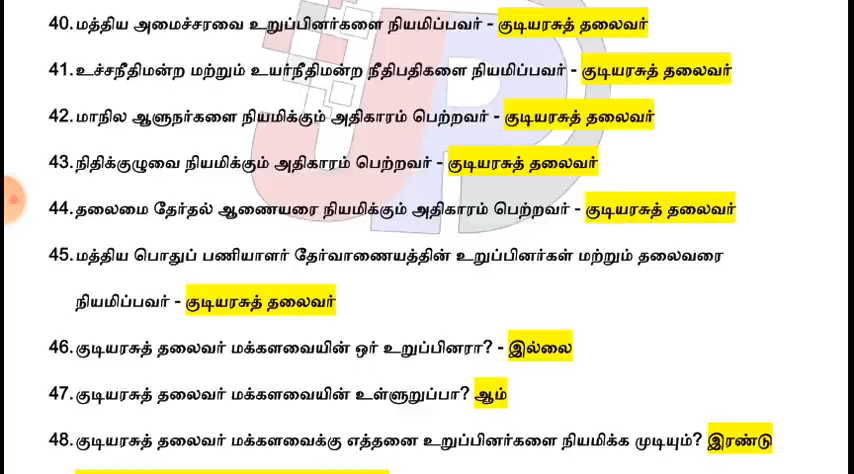 40. மத்திய அமைச்சரவை உறுப்பினர்களை நியமிப்பவர் - குடியரசுத் தலைவர்
41. உச்சநீதிமன்ற மற்றும் உயர்நீதிமன்ற நீதிபதிகளை நியமிப்பவர் - குடியரசுத் தலைவர்
42. மாநில ஆளுநர்களை நியமிக்கும் அதிகாரம் பெற்றவர் - குடியரசுத் தலைவர்
43. நிதிக்குழுவை நியமிக்கும் அதிகாரம் பெற்றவர் - குடியரசுத் தலைவர்
44. தலைமை தேர்தல் ஆணையரை நியமிக்கும் அதிகாரம் பெற்றவர் - குடியரசுத் தலைவர்
45. மத்திய பொதுப் பணியாளர் தேர்வாணையத்தின் உறுப்பினர்கள் மற்றும் தலைவரை
நியமிப்பவர் - குடியரசுத் தலைவர்
46. குடியரசுத் தலைவர் மக்களவையின் ஓர் உறுப்பினரா? - இல்லை
47. குடியரசுத் தலைவர் மக்களவையின் உள்ளுறுப்பா? ஆம்
48. குடியரசுத் தலைவர் மக்களவைக்கு எத்தனை உறுப்பினர்களை நியமிக்க முடியும்? இரண்டு